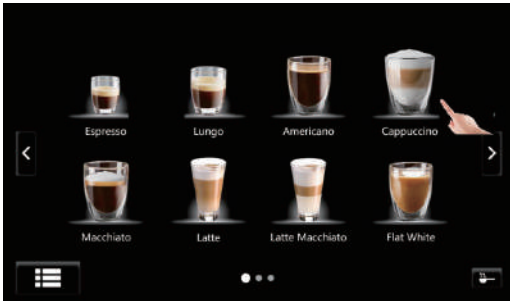 Espresso
Lungo
Americano
Cappuccino
Macchiato
Latte
Latte Macchiato
Flat White